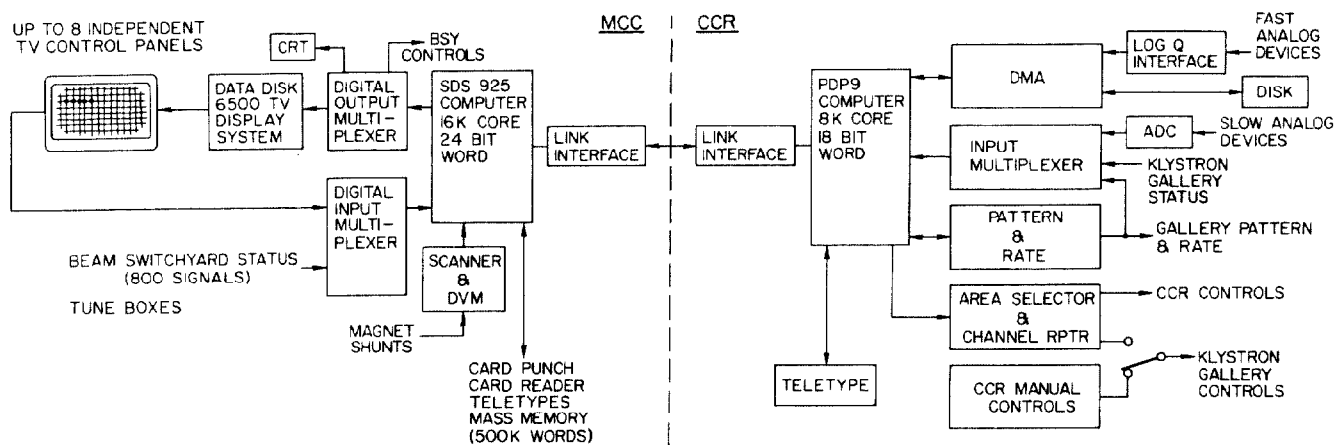 MCC
CCR
UP TO 8 INDEPENDENT
TV CONTROL PANELS
CRT
BSY
CONTROLS
DATA DISK
6500 TV
DISPLAY
SYSTEM
DIGITAL
OUTPUT
MULTI-
PLEXER
SDS 925
COMPUTER
16K CORE
24 BIT
WORD
LINK
INTERFACE
DIGITAL
INPUT
MULTI-
PLEXER
BEAM SWITCHYARD STATUS
(800 SIGNALS)
TUNE BOXES
SCANNER
&
DVM
MAGNET
SHUNTS
CARD PUNCH
CARD READER
TELETYPES
MASS MEMORY
(500K WORDS)
LINK
INTERFACE
PDP9
COMPUTER
8K CORE
18 BIT
WORD
TELETYPE
DMA
LOG Q
INTERFACE
FAST
ANALOG
DEVICES
DISK
INPUT
MULTIPLEXER
ADC
SLOW ANALOG
DEVICES
KLYSTRON
GALLERY
STATUS
PATTERN
&
RATE
GALLERY PATTERN
& RATE
AREA SELECTOR
&
CHANNEL RPTR
CCR CONTROLS
CCR MANUAL
CONTROLS
KLYSTRON
GALLERY
CONTROLS